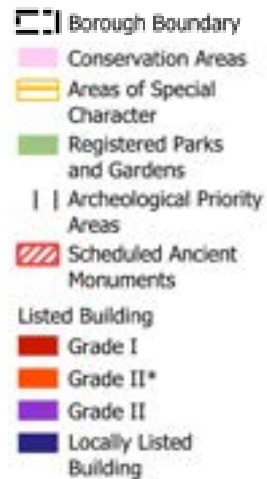 Borough Boundary
Conservation Areas
Areas of Special
Character
Registered Parks
and Gardens
Archeological Priority
Areas
Scheduled Ancient
Monuments
Listed Building
Grade I
Grade II*
Grade II
Locally Listed
Building